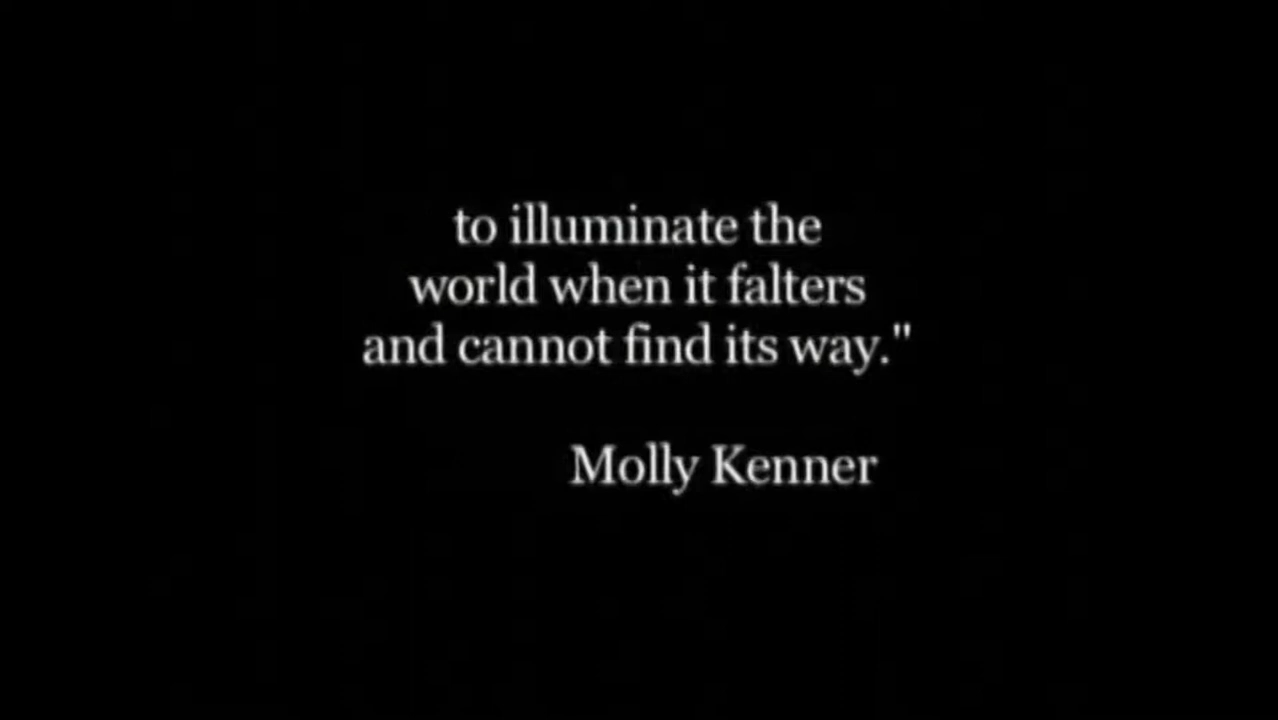 to illuminate the
world when it falters
and cannot find its way."
Molly Kenner